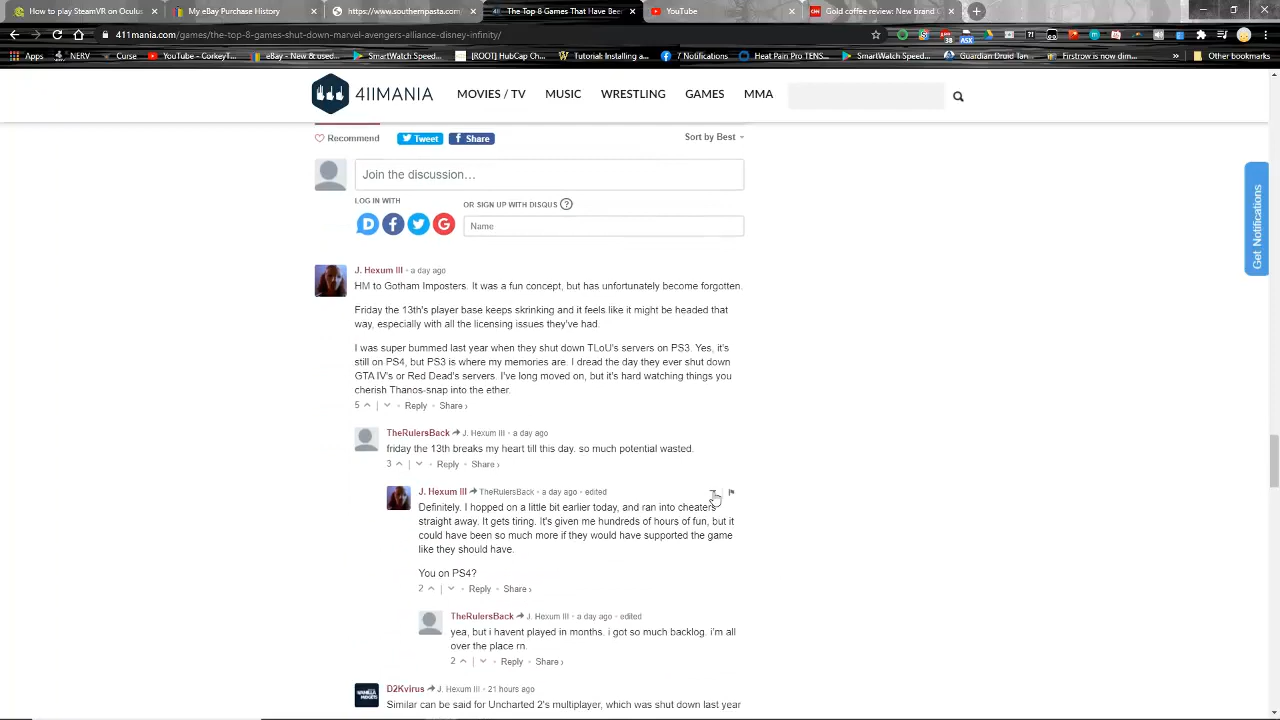 How to play SR VR on Oculus
My eBay Purchase History
https://www.southernpasta.com
The Top 8 Games That Have Bee
YouTube
Gold coffee review: New brand
411mania.com/games/the-top-8-games-shut-down-marvel-avengers-alliance-disney-infinity/
Apps NERV Curse YouTube - CorkeyT... eBay - New & used... SmartWatch Speed... [ROOT] HubCap Ch... Tutorial: Installing a... 7 Notifications Heat Pain Pro TENS... SmartWatch Speed... Guardian Druid Tan... Firstrow is now dim... » Other bookmarks
411MANIA MOVIES / TV MUSIC WRESTLING GAMES MMA
Recommend Tweet Share Sort by Best
Join the discussion…
LOG IN WITH
OR SIGN UP WITH DISQUS ?
Name
Get Notifications
J. Hexum III • a day ago
HM to Gotham Imposters. It was a fun concept, but has unfortunately become forgotten.
Friday the 13th's player base keeps skrinking and it feels like it might be headed that
way, especially with all the licensing issues they've had.
I was super bummed last year when they shut down TLoU's servers on PS3. Yes, it's
still on PS4, but PS3 is where my memories are. I dread the day they ever shut down
GTA IV's or Red Dead's servers. I've long moved on, but it's hard watching things you
cherish Thanos-snap into the ether.
5 • Reply • Share ›
TheRulersBack J. Hexum III • a day ago
friday the 13th breaks my heart till this day. so much potential wasted.
3 • Reply • Share ›
J. Hexum III TheRulersBack • a day ago • edited
Definitely. I hopped on a little bit earlier today, and ran into cheaters
straight away. It gets tiring. It's given me hundreds of hours of fun, but it
could have been so much more if they would have supported the game
like they should have.
You on PS4?
2 • Reply • Share ›
TheRulersBack J. Hexum III • a day ago • edited
yea, but i havent played in months. i got so much backlog. i'm all
over the place rn.
2 • Reply • Share ›
D2Kvirus J. Hexum III • 21 hours ago
Similar can be said for Uncharted 2's multiplayer, which was shut down last year